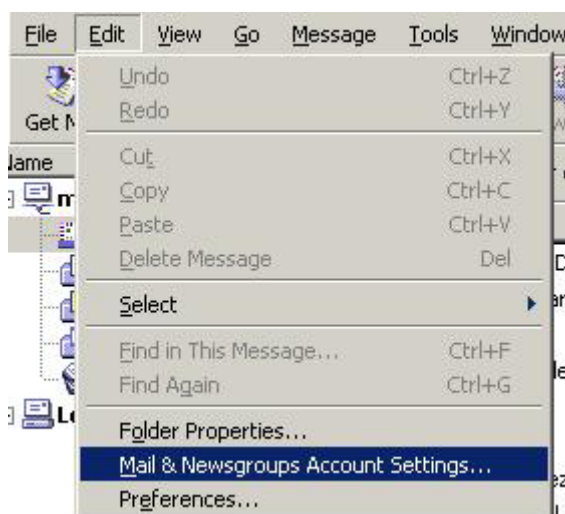 File Edit View Go Message Tools Window
Undo Ctrl+Z
Redo Ctrl+Y
Get
Name
Cut Ctrl+X
Copy Ctrl+C
Paste Ctrl+V
Delete Message Del
Select
Find in This Message... Ctrl+F
Find Again Ctrl+G
Folder Properties...
Mail & Newsgroups Account Settings...
Preferences...